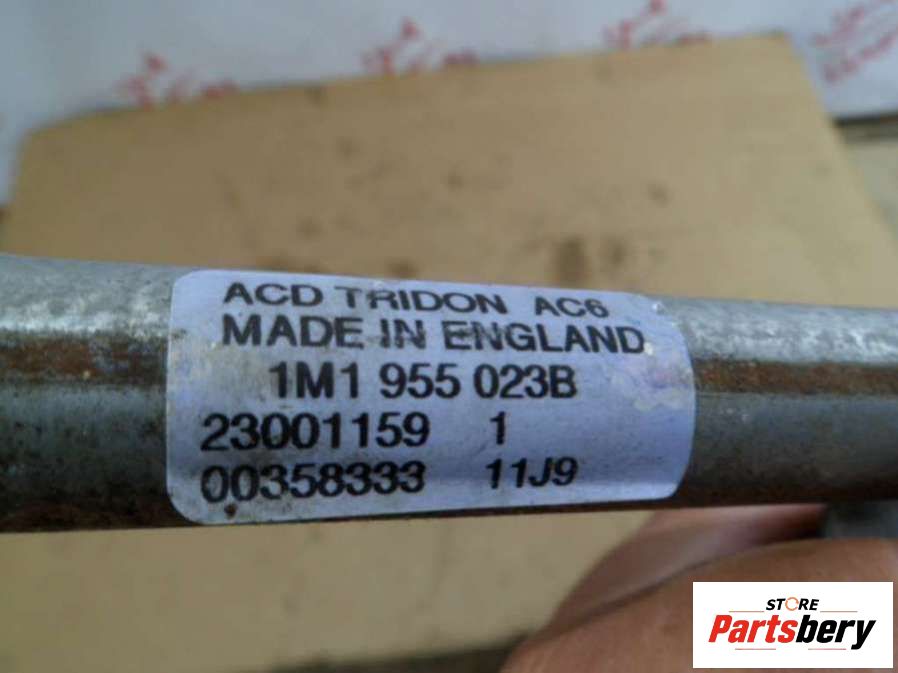 ACD TRIDON AC6
MADE IN ENGLAND
1M1 955 023B
23001159 1
00358333 11J9
STORE
Partsbery